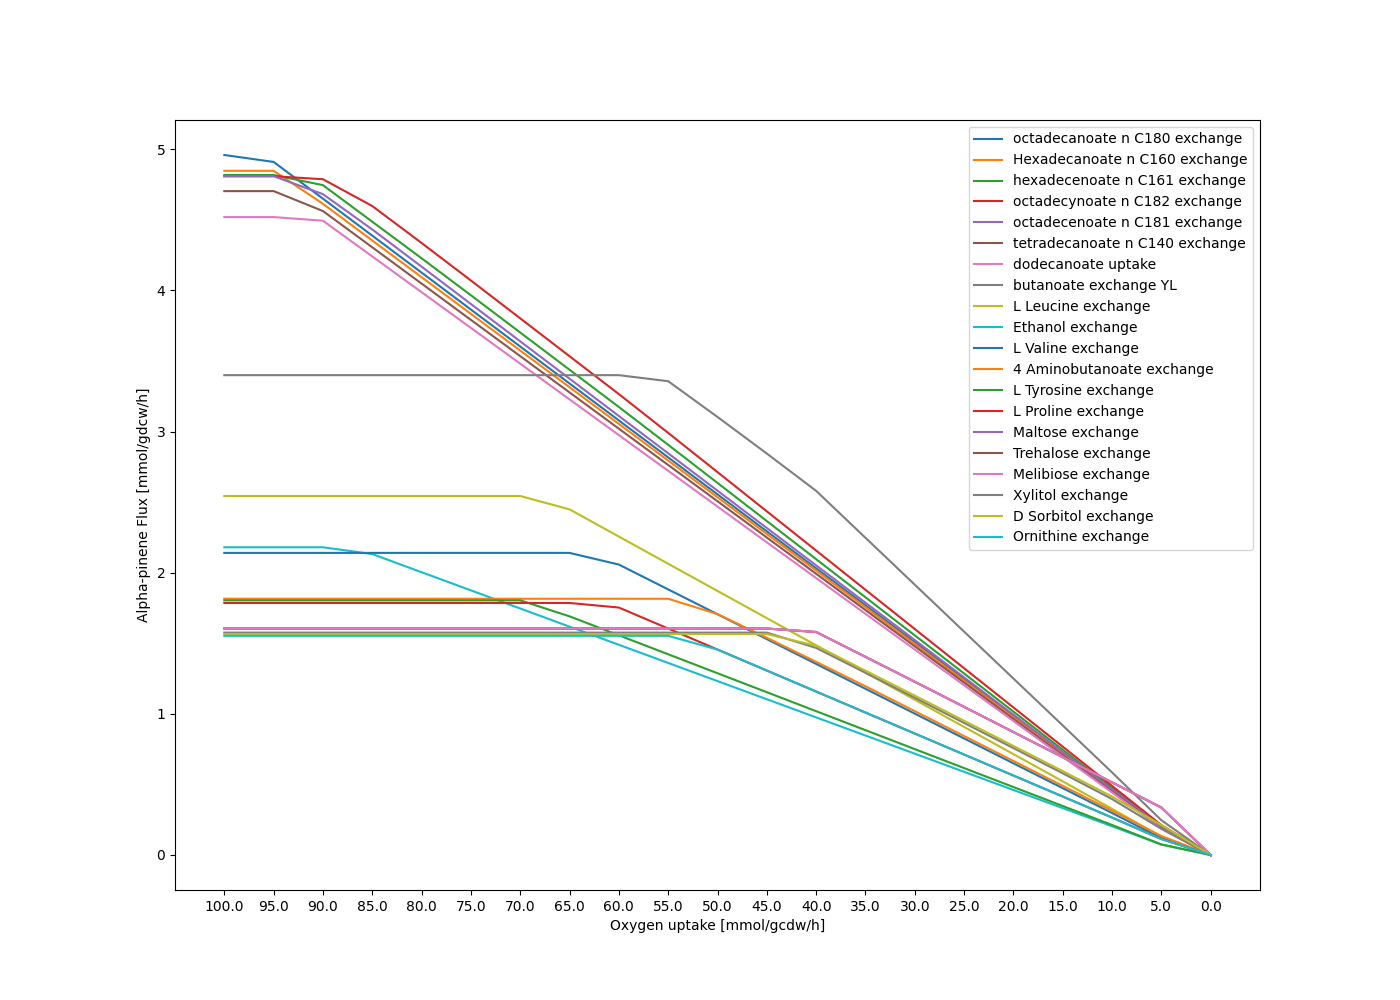 octadecanoate n C180 exchange
Hexadecanoate n C160 exchange
hexadecenoate n C161 exchange
octadecynoate n C182 exchange
octadecenoate n C181 exchange
tetradecanoate n C140 exchange
dodecanoate uptake
butanoate exchange YL
L Leucine exchange
Ethanol exchange
L Valine exchange
4 Aminobutanoate exchange
L Tyrosine exchange
L Proline exchange
Maltose exchange
Trehalose exchange
Melibiose exchange
Xylitol exchange
D Sorbitol exchange
Ornithine exchange
Alpha-pinene Flux [mmol/gdcw/h]
5
4
3
2
1
0
100.0 95.0 90.0 85.0 80.0 75.0 70.0 65.0 60.0 55.0 50.0 45.0 40.0 35.0 30.0 25.0 20.0 15.0 10.0 5.0 0.0
Oxygen uptake [mmol/gcdw/h]